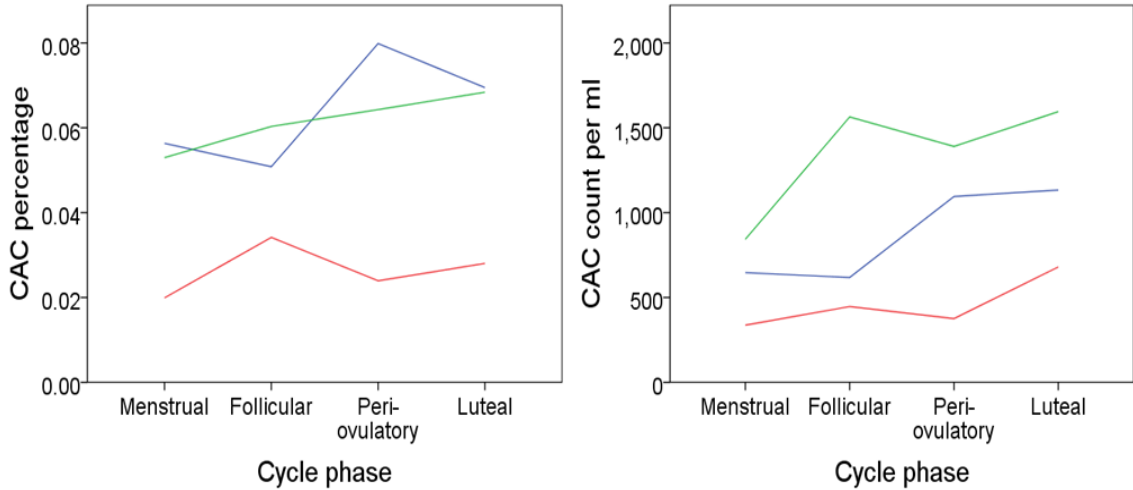 CAC percentage
0.08
0.06
0.04
0.02
0.00
Menstrual
Follicular
Peri-
ovulatory
Luteal
Cycle phase
CAC count per ml
2,000
1,500
1,000
500
0
Menstrual
Follicular
Peri-
ovulatory
Luteal
Cycle phase